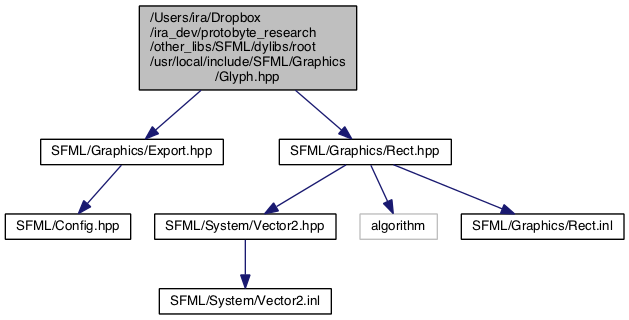 /Users/ira/Dropbox
/ira_dev/protobyte_research
/other_libs/SFML/dylibs/root
/usr/local/include/SFML/Graphics
/Glyph.hpp
SFML/Graphics/Export.hpp
SFML/Graphics/Rect.hpp
SFML/Config.hpp
SFML/System/Vector2.hpp
algorithm
SFML/Graphics/Rect.inl
SFML/System/Vector2.inl